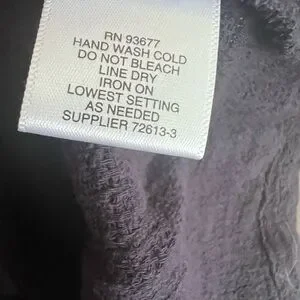 RN 93677
HAND WASH COLD
DO NOT BLEACH
LINE DRY
IRON ON
LOWEST SETTING
AS NEEDED
SUPPLIER 72613-3